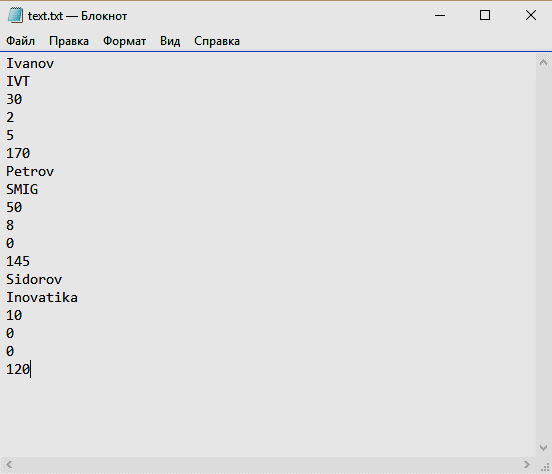 text.txt — Блокнот
Файл Правка Формат Вид Справка
Ivanov
IVT
30
2
5
170
Petrov
SMIG
50
8
0
145
Sidorov
Inovatika
10
0
0
120